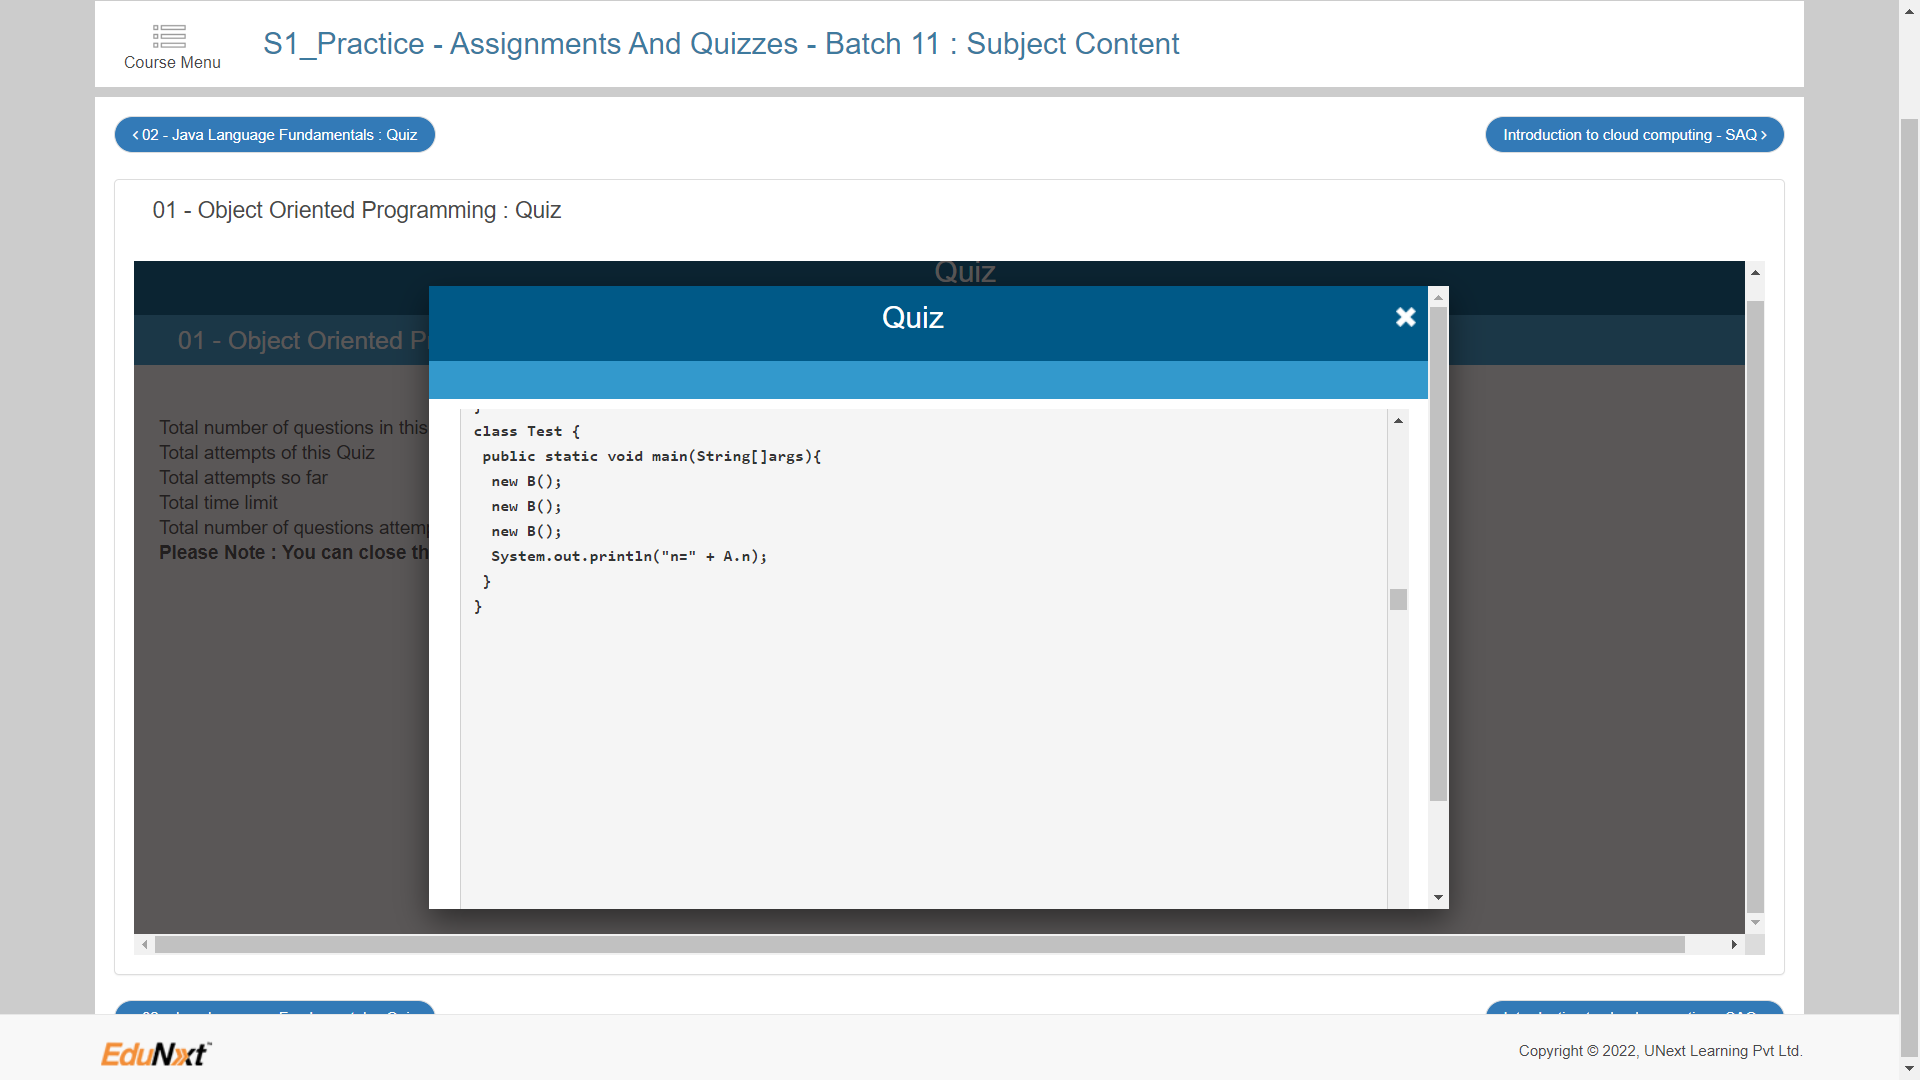 Course Menu
S1_Practice - Assignments And Quizzes - Batch 11 : Subject Content
02 - Java Language Fundamentals : Quiz
Introduction to cloud computing - SAQ
01 - Object Oriented Programming : Quiz
Quiz
Quiz
01 - Object Oriented P
Total number of questions in this
Total attempts of this Quiz
Total attempts so far
Total time limit
Total number of questions attem
Please Note : You can close th
}
class Test {
public static void main(String[]args){
new B();
new B();
new B();
System.out.println("n=" + A.n);
}
}
EduNxt™
Copyright © 2022, UNext Learning Pvt Ltd.